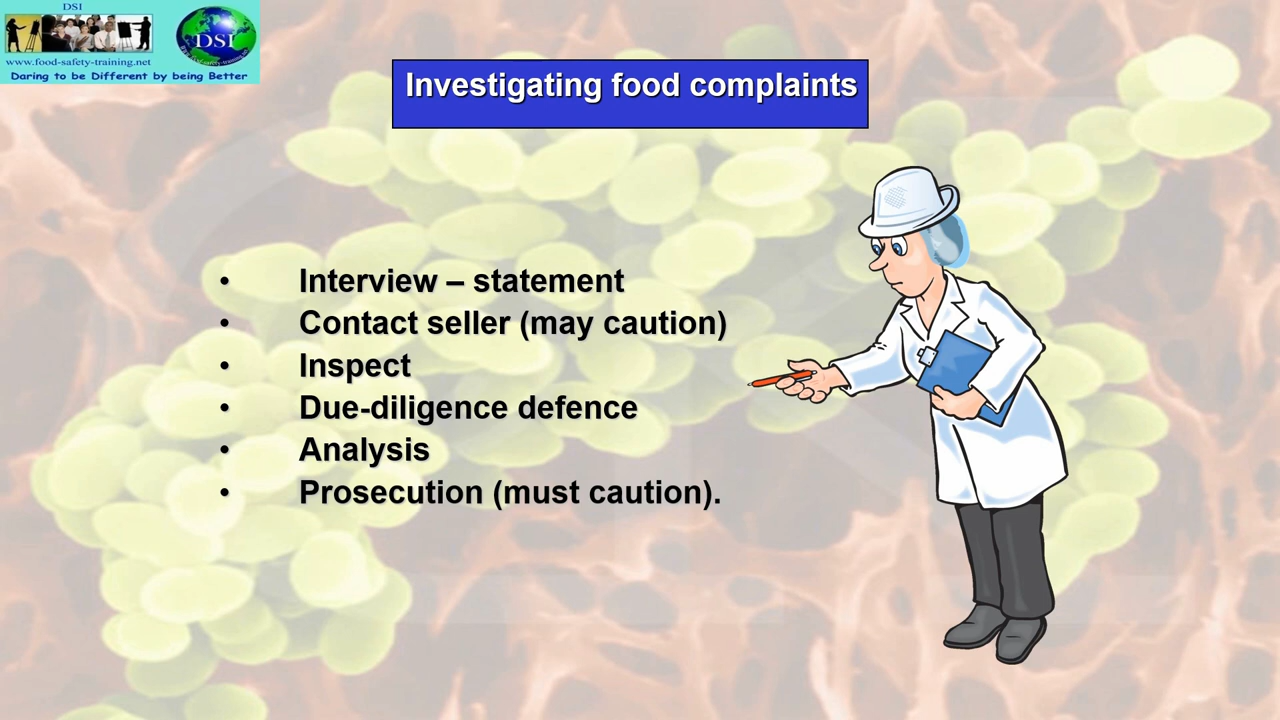 DSI
DSI
www.food-safety-training.net
Daring to be Different by being Better
Investigating food complaints
• Interview – statement
• Contact seller (may caution)
• Inspect
• Due-diligence defence
• Analysis
• Prosecution (must caution).